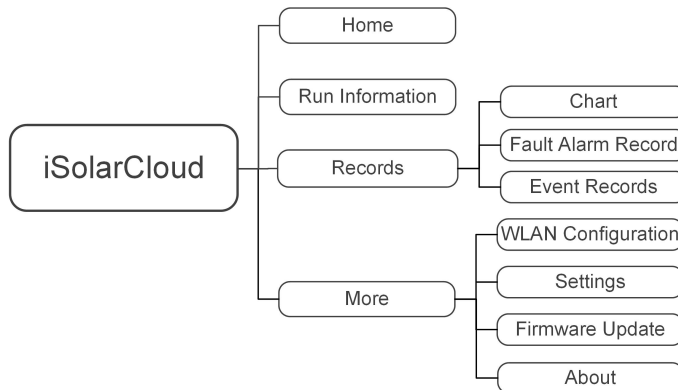 iSolarCloud
Home
Run Information
Records
Chart
Fault Alarm Record
Event Records
More
WLAN Configuration
Settings
Firmware Update
About